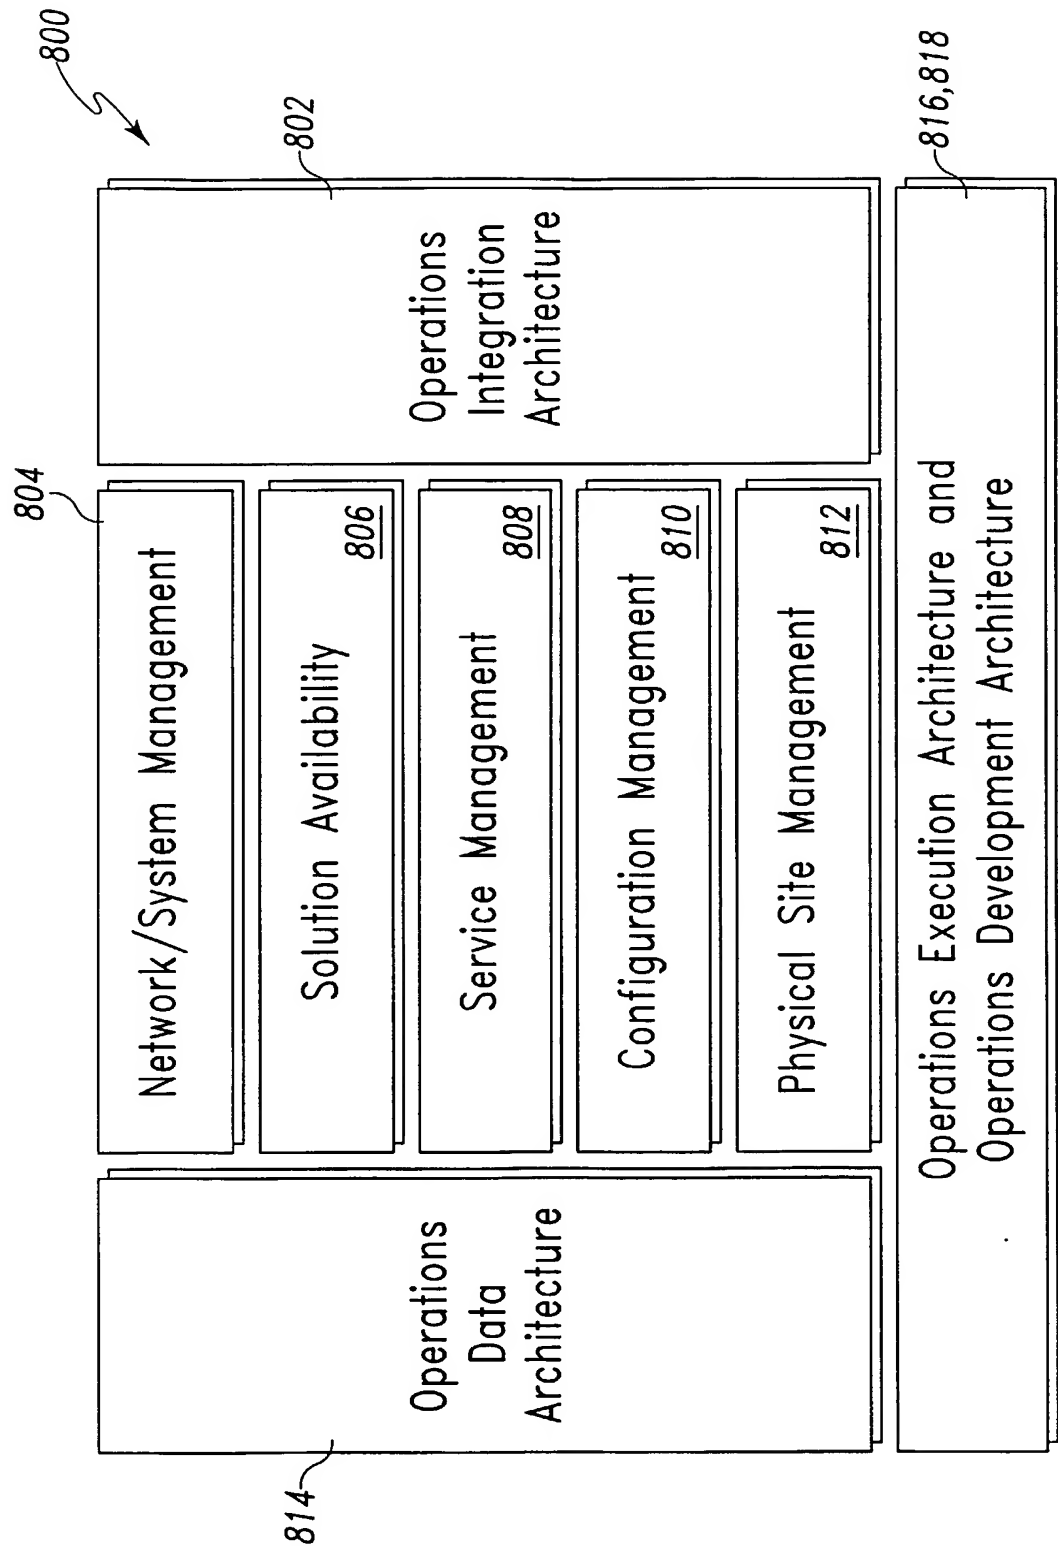 800
804
Network/System Management
Operations
Data
Architecture
814
Solution Availability
806
Service Management
808
Configuration Management
810
Physical Site Management
812
Operations
Integration
Architecture
802
Operations Execution Architecture and
Operations Development Architecture
816,818